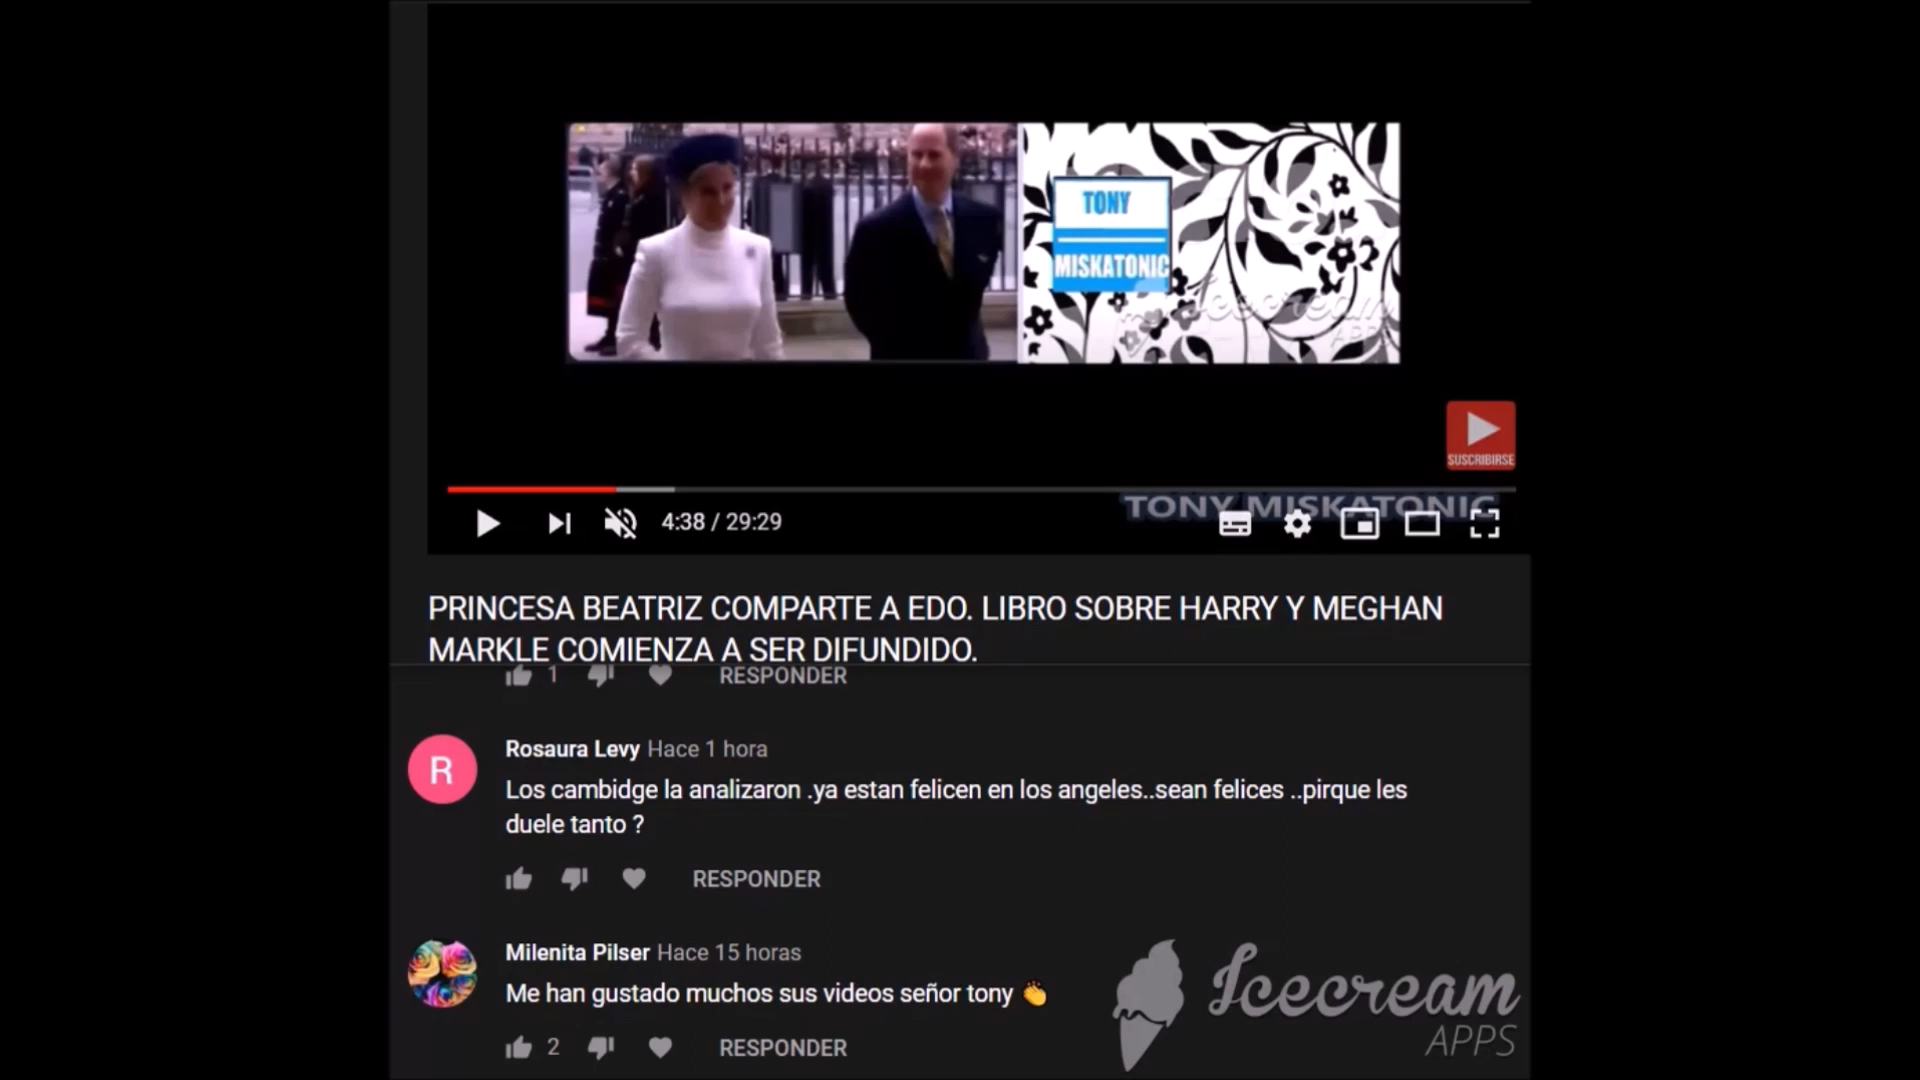 TONY
MISKATONIC
Icecream
APPS
SUSCRIBIRSE
TONY MISKATONIC
4:38 / 29:29
PRINCESA BEATRIZ COMPARTE A EDO. LIBRO SOBRE HARRY Y MEGHAN
MARKLE COMIENZA A SER DIFUNDIDO.
1 RESPONDER
R
Rosaura Levy Hace 1 hora
Los cambidge la analizaron .ya estan felicen en los angeles..sean felices ..pirque les
duele tanto ?
RESPONDER
Milenita Pilser Hace 15 horas
Me han gustado muchos sus videos señor tony 👏
2 RESPONDER
Icecream
APPS